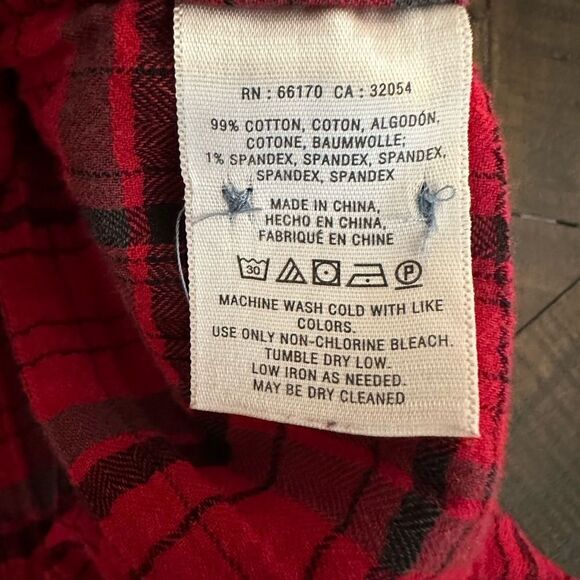 RN : 66170 CA : 32054
99% COTTON, COTON, ALGODÓN,
COTONE, BAUMWOLLE;
1% SPANDEX, SPANDEX, SPANDEX,
SPANDEX, SPANDEX
MADE IN CHINA,
HECHO EN CHINA,
FABRIQUÉ EN CHINE
30 P
MACHINE WASH COLD WITH LIKE
COLORS.
USE ONLY NON-CHLORINE BLEACH.
TUMBLE DRY LOW.
LOW IRON AS NEEDED.
MAY BE DRY CLEANED